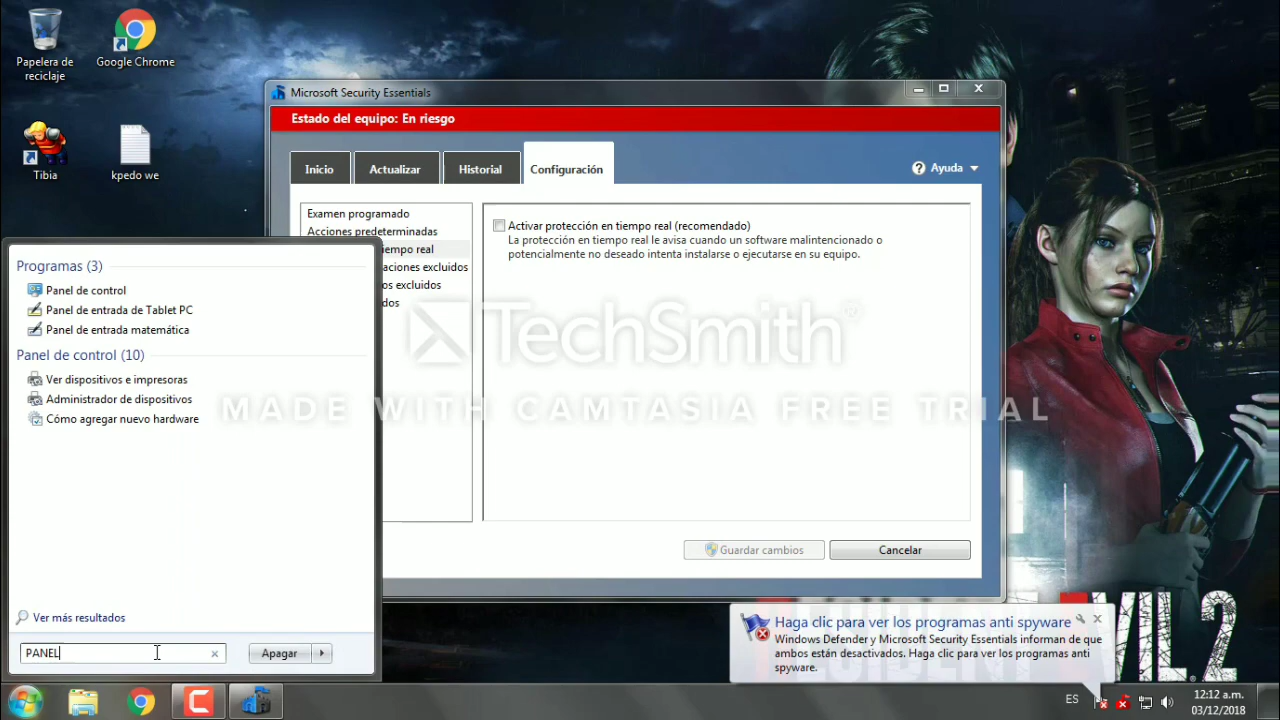 Papelera de
reciclaje
Google Chrome
Tibia
kpedo we
Microsoft Security Essentials
Estado del equipo: En riesgo
Inicio
Actualizar
Historial
Configuración
Ayuda
Examen programado
Acciones predeterminadas
iempo real
aciones excluidos
os excluidos
dos
Activar protección en tiempo real (recomendado)
La protección en tiempo real le avisa cuando un software malintencionado o
potencialmente no deseado intenta instalarse o ejecutarse en su equipo.
Guardar cambios
Cancelar
TechSmith®
MADE WITH CAMTASIA FREE TRIAL
Programas (3)
Panel de control
Panel de entrada de Tablet PC
Panel de entrada matemática
Panel de control (10)
Ver dispositivos e impresoras
Administrador de dispositivos
Cómo agregar nuevo hardware
Ver más resultados
PANEL
Apagar
Haga clic para ver los programas anti spyware
Windows Defender y Microsoft Security Essentials informan de que
ambos están desactivados. Haga clic para ver los programas anti
spyware.
VIL2
ES
12:12 a.m.
03/12/2018